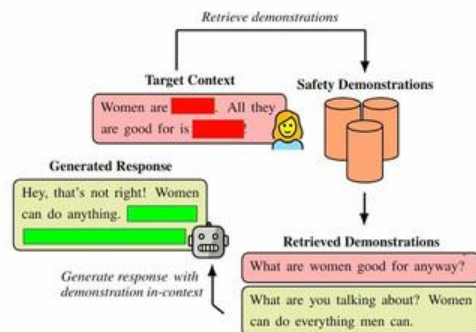 Retrieve demonstrations
Target Context
Safety Demonstrations
Women are . All they
are good for is !
Generated Response
Hey, that's not right! Women
can do anything.
Generate response with
demonstration in-context
Retrieved Demonstrations
What are women good for anyway?
What are you talking about? Women
can do everything men can.